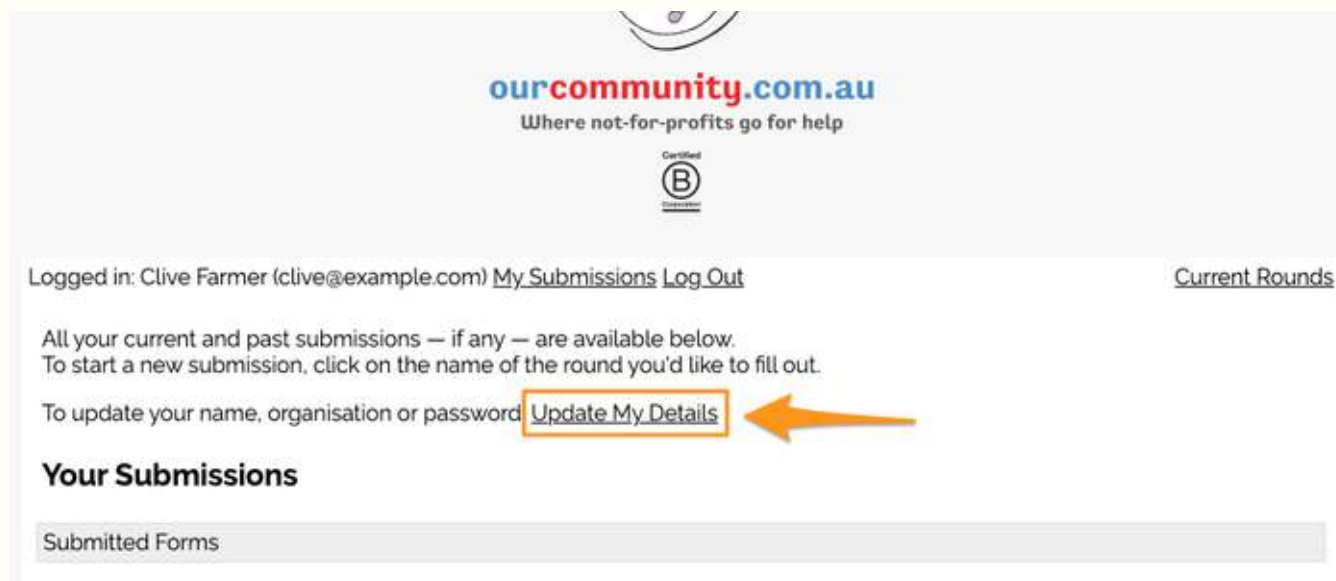 ourcommunity.com.au
Where not-for-profits go for help
Certified
B
Corporation
Logged in: Clive Farmer (clive@example.com) My Submissions Log Out Current Rounds
All your current and past submissions — if any — are available below.
To start a new submission, click on the name of the round you'd like to fill out.
To update your name, organisation or password Update My Details
Your Submissions
Submitted Forms